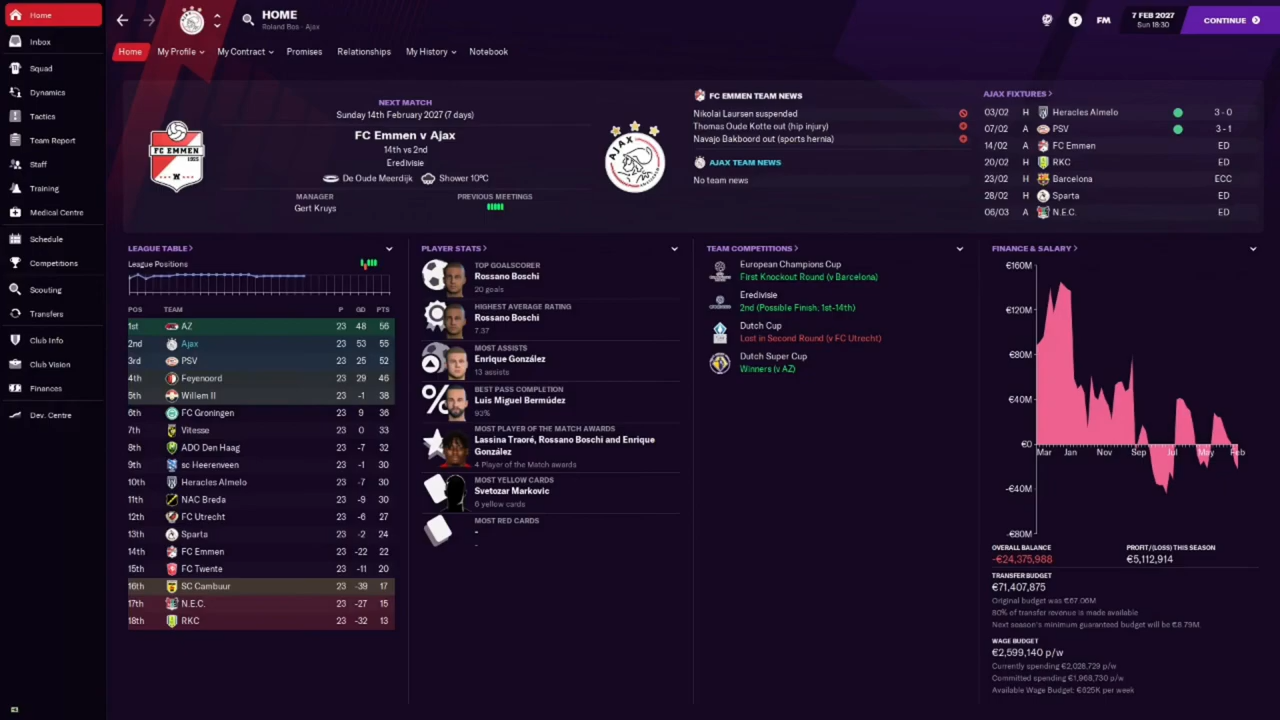 Home
Inbox
Squad
Dynamics
Tactics
Team Report
Staff
Training
Medical Centre
Schedule
Competitions
Scouting
Transfers
Club Info
Club Vision
Finances
Dev. Centre
HOME
Roland Bos - Ajax
FM
7 FEB 2027
Sun 18:30
CONTINUE
Home My Profile My Contract Promises Relationships My History Notebook
FC EMMEN
1925
NEXT MATCH
Sunday 14th February 2027 (7 days)
FC Emmen v Ajax
14th vs 2nd
Eredivisie
De Oude Meerdijk Shower 10°C
MANAGER
Gert Kruys
PREVIOUS MEETINGS
AJAX
FC EMMEN TEAM NEWS
Nikolai Laursen suspended
Thomas Oude Kotte out (hip injury)
Navajo Bakboord out (sports hernia)
AJAX TEAM NEWS
No team news
AJAX FIXTURES >
03/02 H Heracles Almelo 3 - 0
07/02 A PSV 3 - 1
14/02 A FC Emmen ED
20/02 H RKC ED
23/02 H Barcelona ECC
28/02 H Sparta ED
06/03 A N.E.C. ED
LEAGUE TABLE >
League Positions
POS TEAM P GD PTS
1st AZ 23 48 56
2nd Ajax 23 53 55
3rd PSV 23 25 52
4th Feyenoord 23 29 46
5th Willem II 23 -1 38
6th FC Groningen 23 9 36
7th Vitesse 23 0 33
8th ADO Den Haag 23 -7 32
9th sc Heerenveen 23 -1 30
10th Heracles Almelo 23 -7 30
11th NAC Breda 23 -9 30
12th FC Utrecht 23 -6 27
13th Sparta 23 -2 24
14th FC Emmen 23 -22 22
15th FC Twente 23 -11 20
16th SC Cambuur 23 -39 17
17th N.E.C. 23 -27 15
18th RKC 23 -32 13
PLAYER STATS >
TOP GOALSCORER
Rossano Boschi
20 goals
HIGHEST AVERAGE RATING
Rossano Boschi
7.37
MOST ASSISTS
Enrique González
13 assists
BEST PASS COMPLETION
Luis Miguel Bermúdez
92%
MOST PLAYER OF THE MATCH AWARDS
Lassina Traoré, Rossano Boschi and Enrique
González
4 Player of the Match awards
MOST YELLOW CARDS
Svetozar Markovic
6 yellow cards
MOST RED CARDS
-
-
TEAM COMPETITIONS >
European Champions Cup
First Knockout Round (v Barcelona)
Eredivisie
2nd (Possible Finish: 1st-14th)
Dutch Cup
Lost in Second Round (v FC Utrecht)
Dutch Super Cup
Winners (v AZ)
FINANCE & SALARY >
€160M
€120M
€80M
€40M
€0
-€40M
-€80M
Mar Jan Nov Sep Jul May Feb
OVERALL BALANCE
-€24,375,988
PROFIT/(LOSS) THIS SEASON
€5,112,914
TRANSFER BUDGET
€71,407,875
Original budget was €67.06M
80% of transfer revenue is made available
Next season's minimum guaranteed budget will be €8.79M.
WAGE BUDGET
€2,599,140 p/w
Currently spending €2,026,729 p/w
Committed spending €1,968,730 p/w
Available Wage Budget: €625K per week